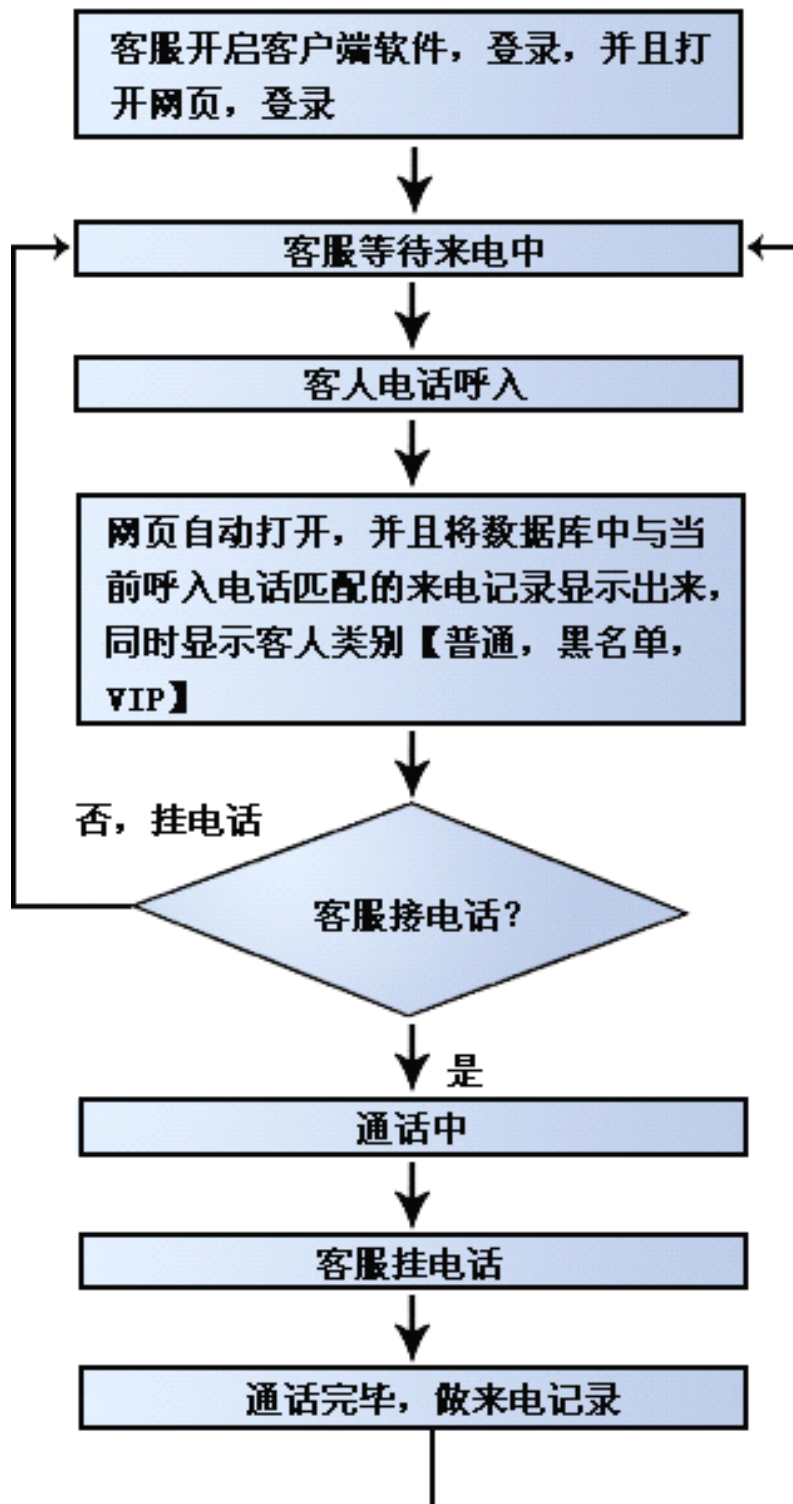 客服开启客户端软件，登录，并且打
开网页，登录
客服等待来电中
客人电话呼入
网页自动打开，并且将数据库中与当
前呼入电话匹配的来电记录显示出来，
同时显示客人类别【普通，黑名单，
VIP】
否，挂电话
客服接电话？
是
通话中
客服挂电话
通话完毕，做来电记录